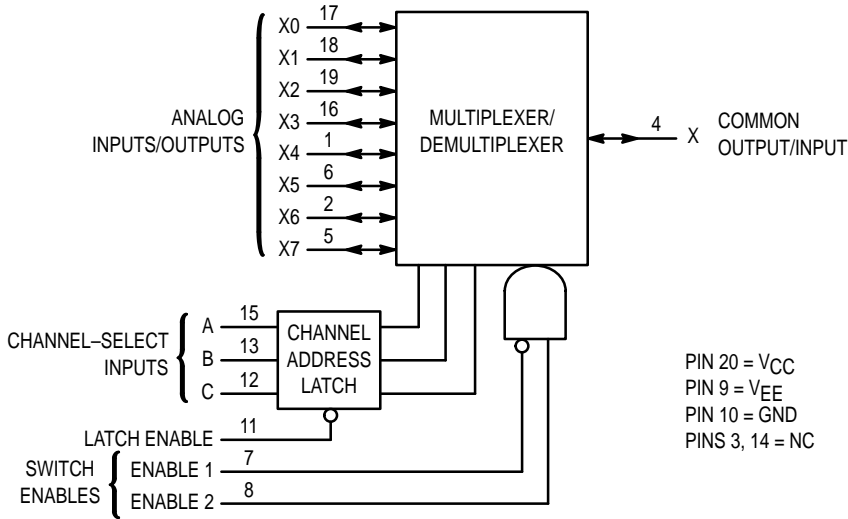 X0 17
X1 18
X2 19
X3 16
X4 1
X5 6
X6 2
X7 5
ANALOG
INPUTS/OUTPUTS
MULTIPLEXER/
DEMULTIPLEXER
4 X COMMON
OUTPUT/INPUT
CHANNEL–SELECT
INPUTS
A 15
B 13
C 12
CHANNEL
ADDRESS
LATCH
LATCH ENABLE 11
SWITCH
ENABLES
ENABLE 1 7
ENABLE 2 8
PIN 20 = VCC
PIN 9 = VEE
PIN 10 = GND
PINS 3, 14 = NC